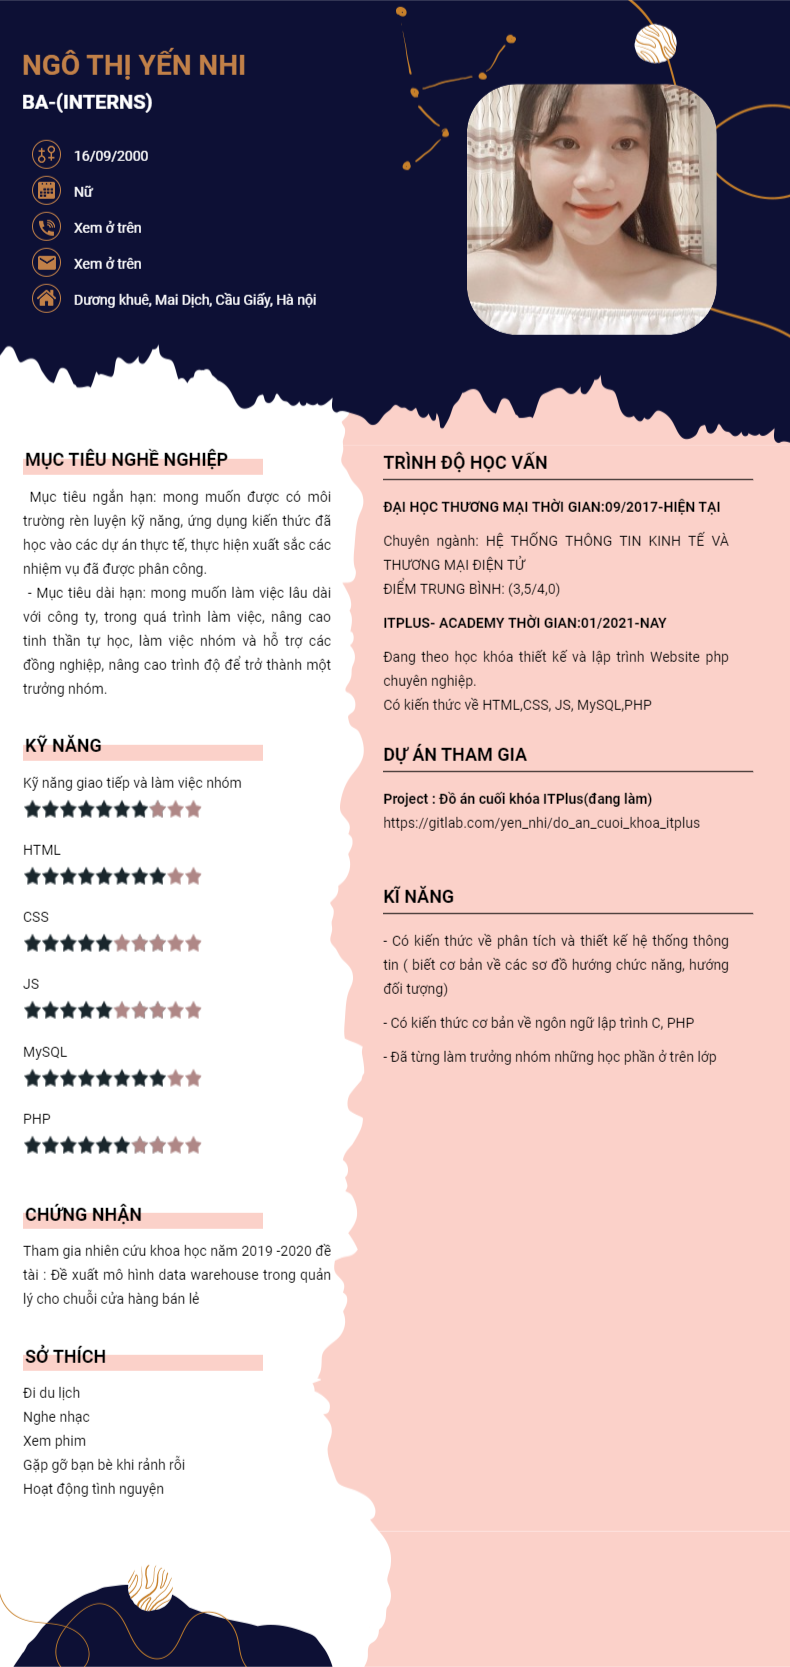 NGÔ THỊ YẾN NHI
BA-(INTERNS)
16/09/2000
Nữ
Xem ở trên
Xem ở trên
Dương khuê, Mai Dịch, Cầu Giấy, Hà nội
MỤC TIÊU NGHỀ NGHIỆP
Mục tiêu ngắn hạn: mong muốn được có môi
trường rèn luyện kỹ năng, ứng dụng kiến thức đã
học vào các dự án thực tế, thực hiện xuất sắc các
nhiệm vụ đã được phân công.
- Mục tiêu dài hạn: mong muốn làm việc lâu dài
với công ty, trong quá trình làm việc, nâng cao
tinh thần tự học, làm việc nhóm và hỗ trợ các
đồng nghiệp, nâng cao trình độ để trở thành một
trưởng nhóm.
KỸ NĂNG
Kỹ năng giao tiếp và làm việc nhóm
HTML
CSS
JS
MySQL
PHP
CHỨNG NHẬN
Tham gia nhiên cứu khoa học năm 2019 -2020 đề
tài : Đề xuất mô hình data warehouse trong quản
lý cho chuỗi cửa hàng bán lẻ
SỞ THÍCH
Đi du lịch
Nghe nhạc
Xem phim
Gặp gỡ bạn bè khi rảnh rỗi
Hoạt động tình nguyện
TRÌNH ĐỘ HỌC VẤN
ĐẠI HỌC THƯƠNG MẠI THỜI GIAN:09/2017-HIỆN TẠI
Chuyên ngành: HỆ THỐNG THÔNG TIN KINH TẾ VÀ
THƯƠNG MẠI ĐIỆN TỬ
ĐIỂM TRUNG BÌNH: (3,5/4,0)
ITPLUS- ACADEMY THỜI GIAN:01/2021-NAY
Đang theo học khóa thiết kế và lập trình Website php
chuyên nghiệp.
Có kiến thức về HTML,CSS, JS, MySQL,PHP
DỰ ÁN THAM GIA
Project : Đồ án cuối khóa ITPlus(đang làm)
https://gitlab.com/yen_nhi/do_an_cuoi_khoa_itplus
KĨ NĂNG
- Có kiến thức về phân tích và thiết kế hệ thống thông
tin ( biết cơ bản về các sơ đồ hướng chức năng, hướng
đối tượng)
- Có kiến thức cơ bản về ngôn ngữ lập trình C, PHP
- Đã từng làm trưởng nhóm những học phần ở trên lớp